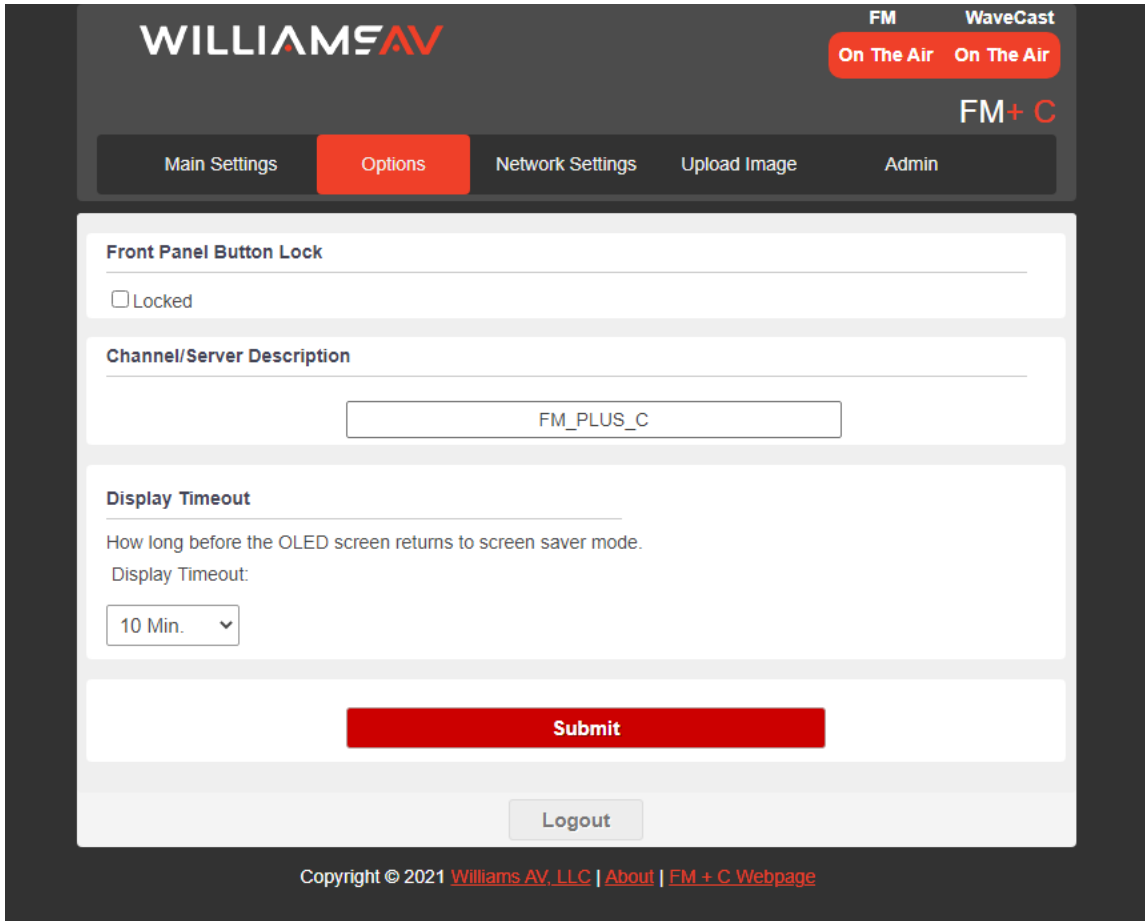 WILLIAMS AV
FM WaveCast
On The Air On The Air
FM+ C
Main Settings Options Network Settings Upload Image Admin
Front Panel Button Lock
Locked
Channel/Server Description
FM_PLUS_C
Display Timeout
How long before the OLED screen returns to screen saver mode.
Display Timeout:
10 Min.
Submit
Logout
Copyright © 2021 Williams AV, LLC | About | FM + C Webpage